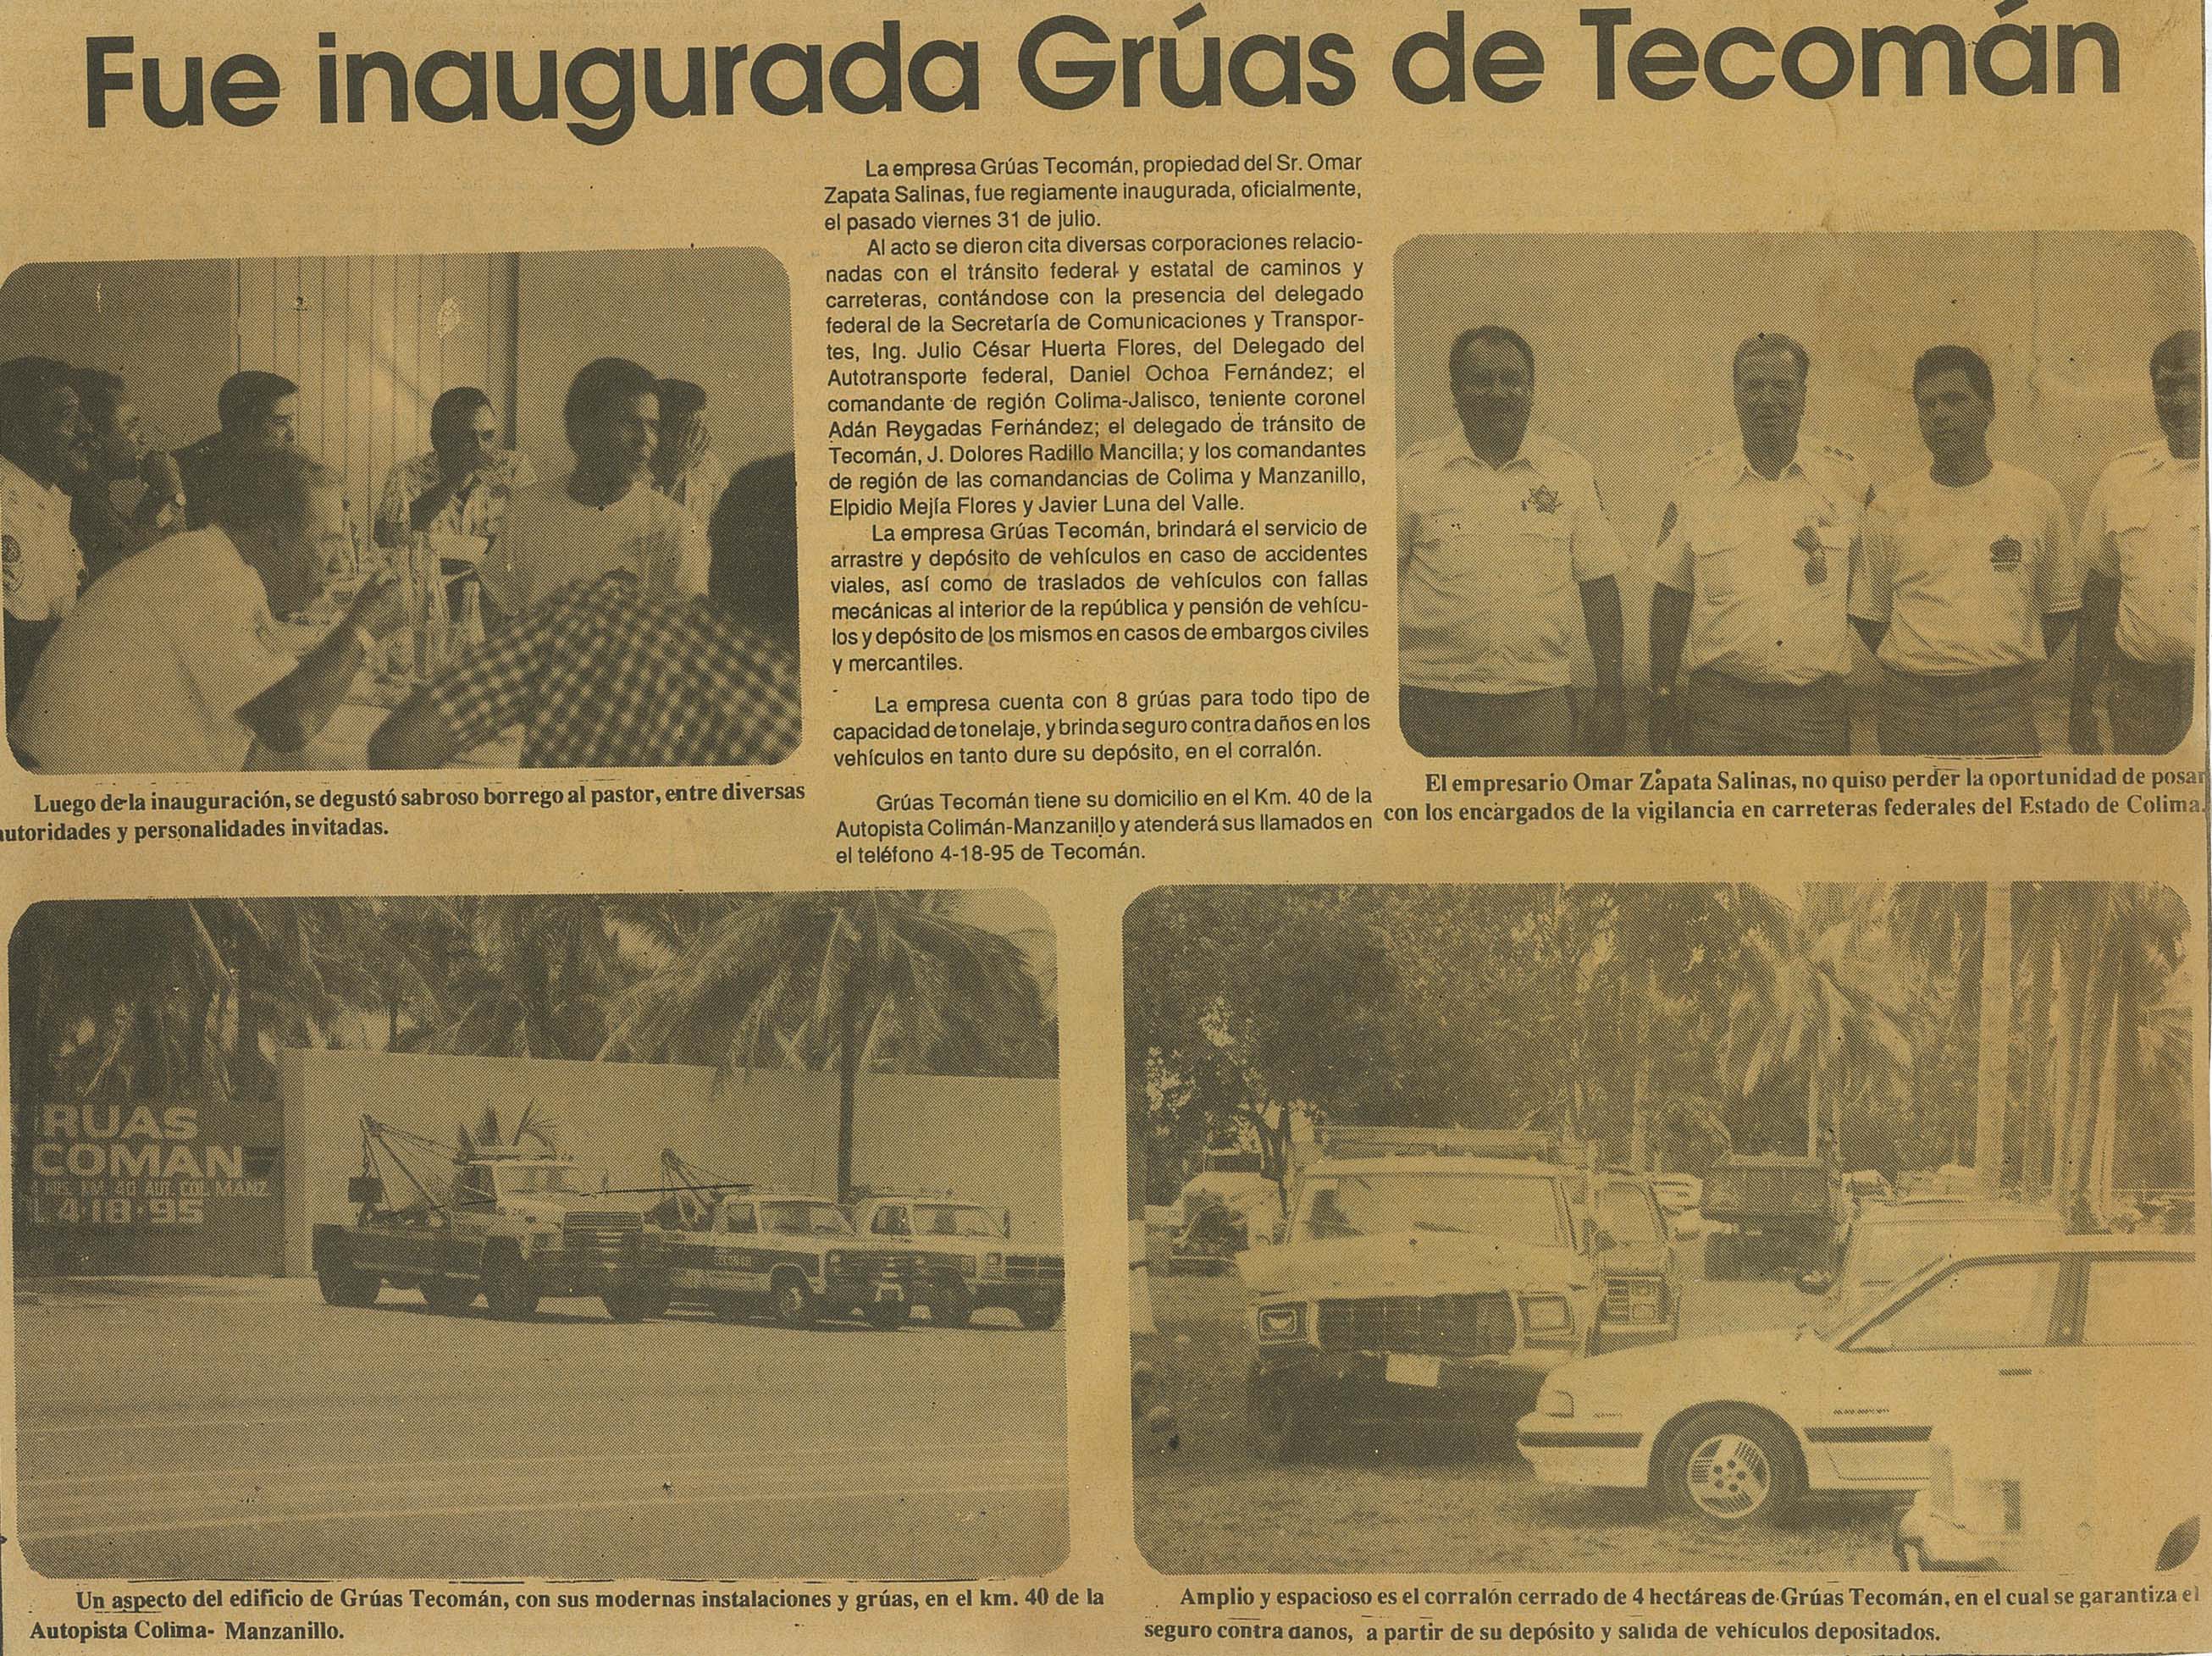 Fue inaugurada Grúas de Tecomán
La empresa Grúas Tecomán, propiedad del Sr. Omar
Zapata Salinas, fue regiamente inaugurada, oficialmente,
el pasado viernes 31 de julio.
Al acto se dieron cita diversas corporaciones relacio-
nadas con el tránsito federal y estatal de caminos y
carreteras, contándose con la presencia del delegado
federal de la Secretaría de Comunicaciones y Transpor-
tes, Ing. Julio César Huerta Flores, del Delegado del
Autotransporte federal, Daniel Ochoa Fernández; el
comandante de región Colima-Jalisco, teniente coronel
Adán Reygadas Fernández; el delegado de tránsito de
Tecomán, J. Dolores Radillo Mancilla; y los comandantes
de región de las comandancias de Colima y Manzanillo,
Elpidio Mejía Flores y Javier Luna del Valle.
La empresa Grúas Tecomán, brindará el servicio de
arrastre y depósito de vehículos en caso de accidentes
viales, así como de traslados de vehículos con fallas
mecánicas al interior de la república y pensión de vehícu-
los y depósito de los mismos en casos de embargos civiles
y mercantiles.
La empresa cuenta con 8 grúas para todo tipo de
capacidad de tonelaje, y brinda seguro contra daños en los
vehículos en tanto dure su depósito, en el corralón.
Grúas Tecomán tiene su domicilio en el Km. 40 de la
Autopista Colimán-Manzanillo y atenderá sus llamados en
el teléfono 4-18-95 de Tecomán.
Luego de la inauguración, se degustó sabroso borrego al pastor, entre diversas
autoridades y personalidades invitadas.
El empresario Omar Zapata Salinas, no quiso perder la oportunidad de posar
con los encargados de la vigilancia en carreteras federales del Estado de Colima.
RUAS
COMAN
HRS. KM. 40 AUT. COL. MANZ.
L 4·18·95
Un aspecto del edificio de Grúas Tecomán, con sus modernas instalaciones y grúas, en el km. 40 de la
Autopista Colima- Manzanillo.
Amplio y espacioso es el corralón cerrado de 4 hectáreas de Grúas Tecomán, en el cual se garantiza el
seguro contra danos, a partir de su depósito y salida de vehículos depositados.